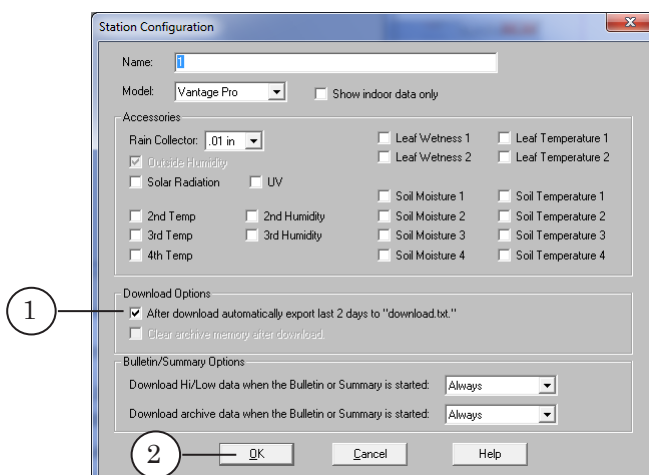 Station Configuration
Name: 1
Model: Vantage Pro Show indoor data only
Accessories
Rain Collector: .01 in Leaf Wetness 1 Leaf Temperature 1
Outside Humidity Leaf Wetness 2 Leaf Temperature 2
Solar Radiation UV
Soil Moisture 1 Soil Temperature 1
2nd Temp 2nd Humidity Soil Moisture 2 Soil Temperature 2
3rd Temp 3rd Humidity Soil Moisture 3 Soil Temperature 3
4th Temp Soil Moisture 4 Soil Temperature 4
Download Options
1 After download automatically export last 2 days to "download.txt."
Clear archive memory after download.
Bulletin/Summary Options
Download Hi/Low data when the Bulletin or Summary is started: Always
Download archive data when the Bulletin or Summary is started: Always
2 OK Cancel Help